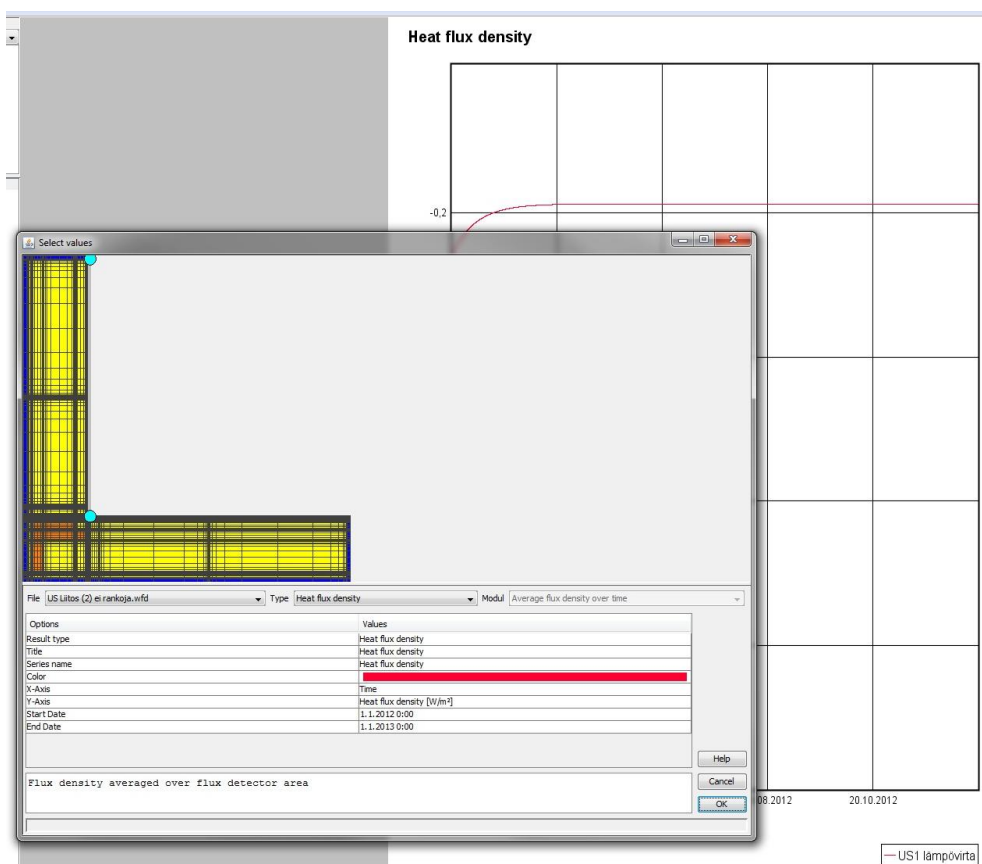 Heat flux density
-0,2
Select values
File US Liitos (2) ei rankoja.wfd Type Heat flux density Modul Average flux density over time
Options Values
Result type Heat flux density
Title Heat flux density
Series name Heat flux density
Color
X-Axis Time
Y-Axis Heat flux density [W/m²]
Start Date 1.1.2012 0:00
End Date 1.1.2013 0:00
Help
Flux density averaged over flux detector area
Cancel
OK
08.2012 20.10.2012
US1 lämpövirta